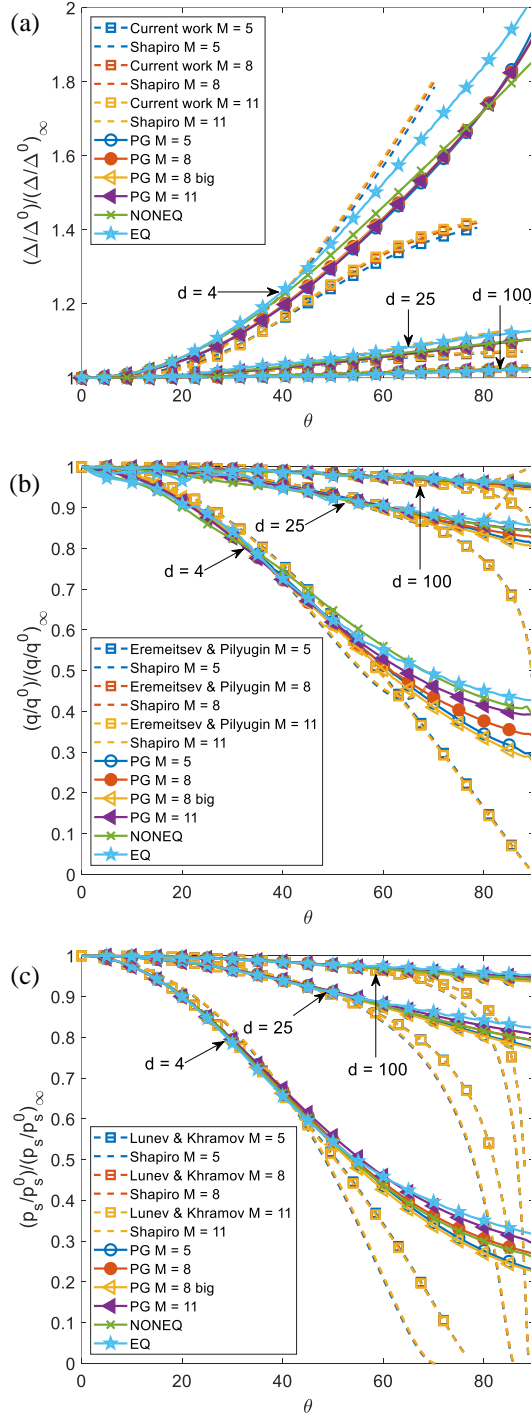 (a)
2
1.8
1.6
1.4
1.2
1
(Δ/Δ⁰)/(Δ/Δ⁰)∞
Current work M = 5
Shapiro M = 5
Current work M = 8
Shapiro M = 8
Current work M = 11
Shapiro M = 11
PG M = 5
PG M = 8
PG M = 8 big
PG M = 11
NONEQ
EQ
d = 4
d = 25
d = 100
0 20 40 60 80
θ
(b)
1
0.9
0.8
0.7
0.6
0.5
0.4
0.3
0.2
0.1
0
(q/q⁰)/(q/q⁰)∞
d = 25
d = 4
d = 100
Eremeitsev & Pilyugin M = 5
Shapiro M = 5
Eremeitsev & Pilyugin M = 8
Shapiro M = 8
Eremeitsev & Pilyugin M = 11
Shapiro M = 11
PG M = 5
PG M = 8
PG M = 8 big
PG M = 11
NONEQ
EQ
0 20 40 60 80
θ
(c)
1
0.9
0.8
0.7
0.6
0.5
0.4
0.3
0.2
0.1
0
(pₛ/pₛ⁰)/(pₛ/pₛ⁰)∞
d = 25
d = 4
d = 100
Lunev & Khramov M = 5
Shapiro M = 5
Lunev & Khramov M = 8
Shapiro M = 8
Lunev & Khramov M = 11
Shapiro M = 11
PG M = 5
PG M = 8
PG M = 8 big
PG M = 11
NONEQ
EQ
0 20 40 60 80
θ